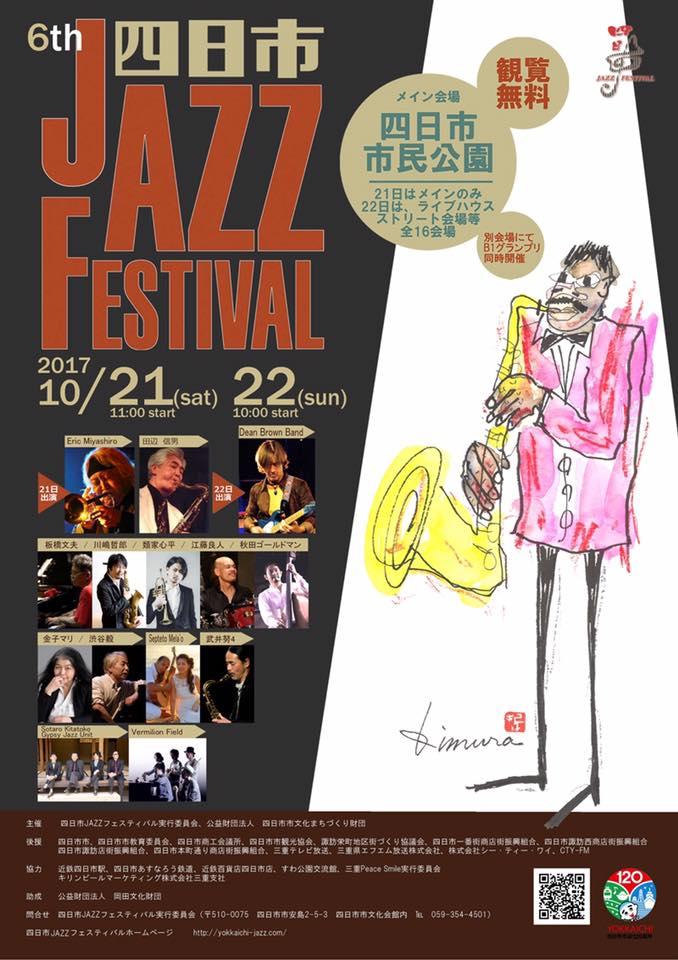 6th
四日市
JAZZ
FESTIVAL
JAZZ FESTIVAL
観覧
無料
メイン会場
四日市
市民公園
21日はメインのみ
22日は、ライブハウス
ストリート会場等
全16会場
別会場にて
B1グランプリ
同時開催
2017
10/21(sat) 22(sun)
11:00 start 10:00 start
21日
出演
Eric Miyashiro
田辺 信男
22日
出演
Dean Brown Band
板橋文夫 / 川嶋哲郎 / 類家心平 / 江藤良人 / 秋田ゴールドマン
金子マリ / 渋谷毅
Septeto Mela'o
武井努4
Sotaro Kitatoko
Gypsy Jazz Unit
Vermilion Field
Kimura
主催 四日市JAZZフェスティバル実行委員会、公益財団法人 四日市市文化まちづくり財団
後援 四日市市、四日市市教育委員会、四日市商工会議所、四日市市観光協会、諏訪栄町地区街づくり協議会、四日市一番街商店街振興組合、四日市諏訪西商店街振興組合
四日市諏訪商店街振興組合、四日市本町通り商店街振興組合、三重テレビ放送、三重県エフエム放送株式会社、株式会社シー・ティー・ワイ、CTY-FM
協力 近鉄四日市駅、四日市あすなろう鉄道、近鉄百貨店四日市店、すわ公園交流館、三重Peace Smile実行委員会
キリンビールマーケティング株式会社三重支社
助成 公益財団法人 岡田文化財団
問合せ 四日市JAZZフェスティバル実行委員会（〒510-0075 四日市市安島2-5-3 四日市市文化会館内 ℡ 059-354-4501）
四日市JAZZフェスティバルホームページ http://yokkaichi-jazz.com/
120
YOKKAICHI